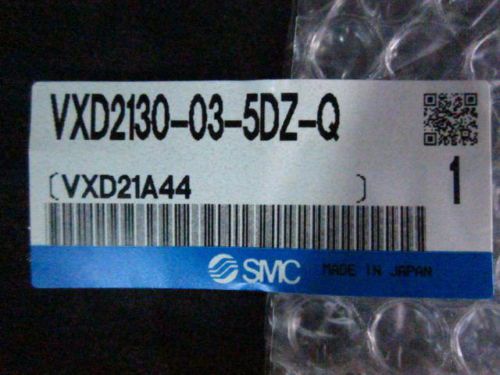 VXD2130-03-5DZ-Q
(VXD21A44 )
1
SMC MADE IN JAPAN